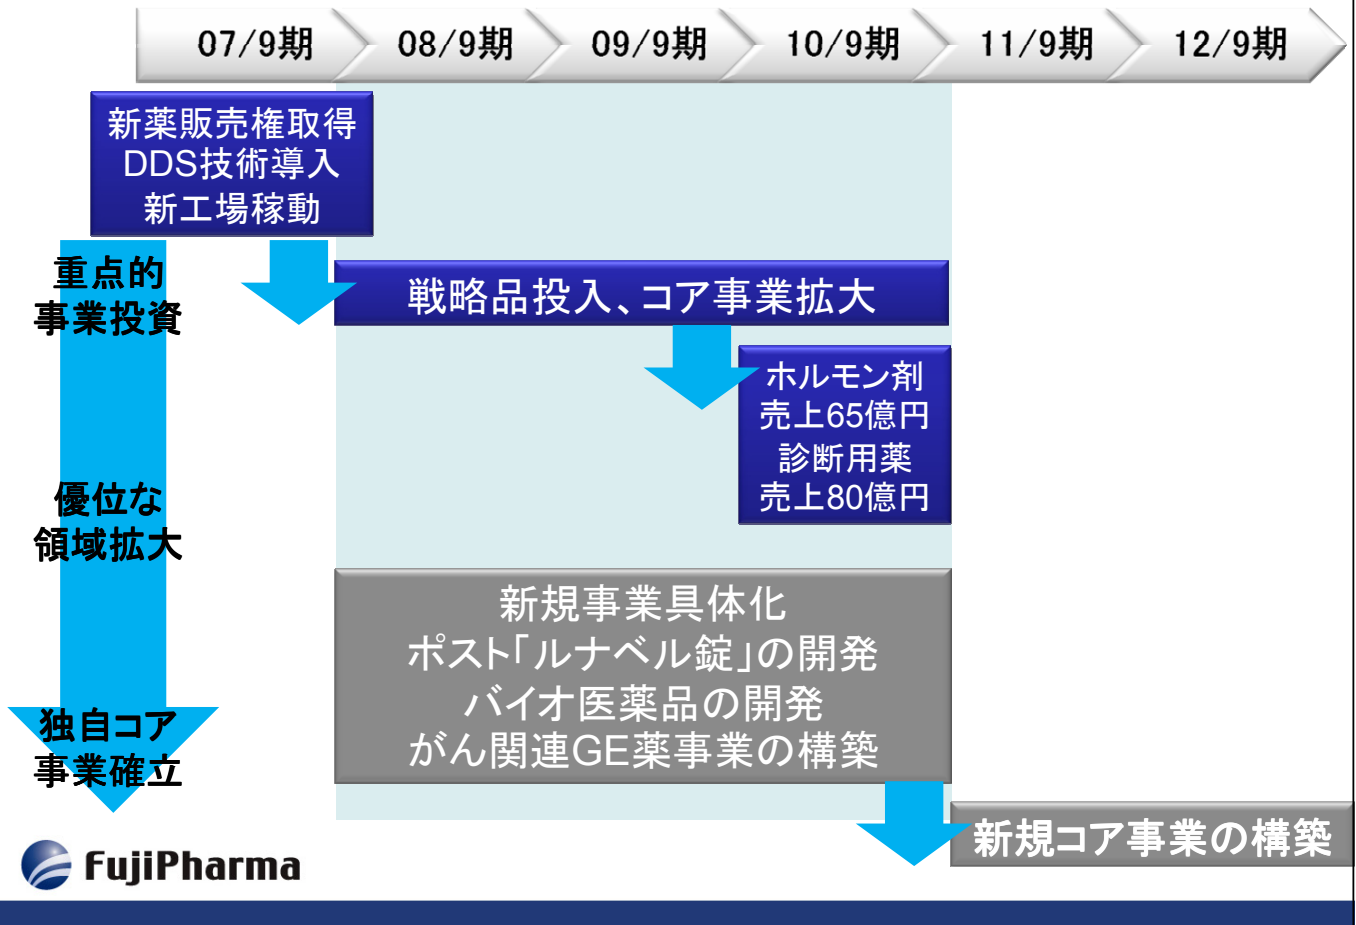 07/9期
08/9期
09/9期
10/9期
11/9期
12/9期
新薬販売権取得
DDS技術導入
新工場稼動
重点的
事業投資
戦略品投入、コア事業拡大
ホルモン剤
売上65億円
診断用薬
売上80億円
優位な
領域拡大
新規事業具体化
ポスト「ルナベル錠」の開発
バイオ医薬品の開発
がん関連GE薬事業の構築
独自コア
事業確立
新規コア事業の構築
FujiPharma